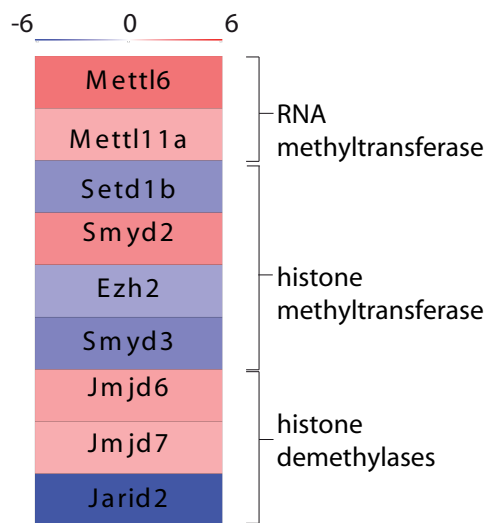 -6 0 6
Mettl6
Mettl11a
RNA
methyltransferase
Setd1b
Smyd2
Ezh2
Smyd3
histone
methyltransferase
Jmjd6
Jmjd7
Jarid2
histone
demethylases